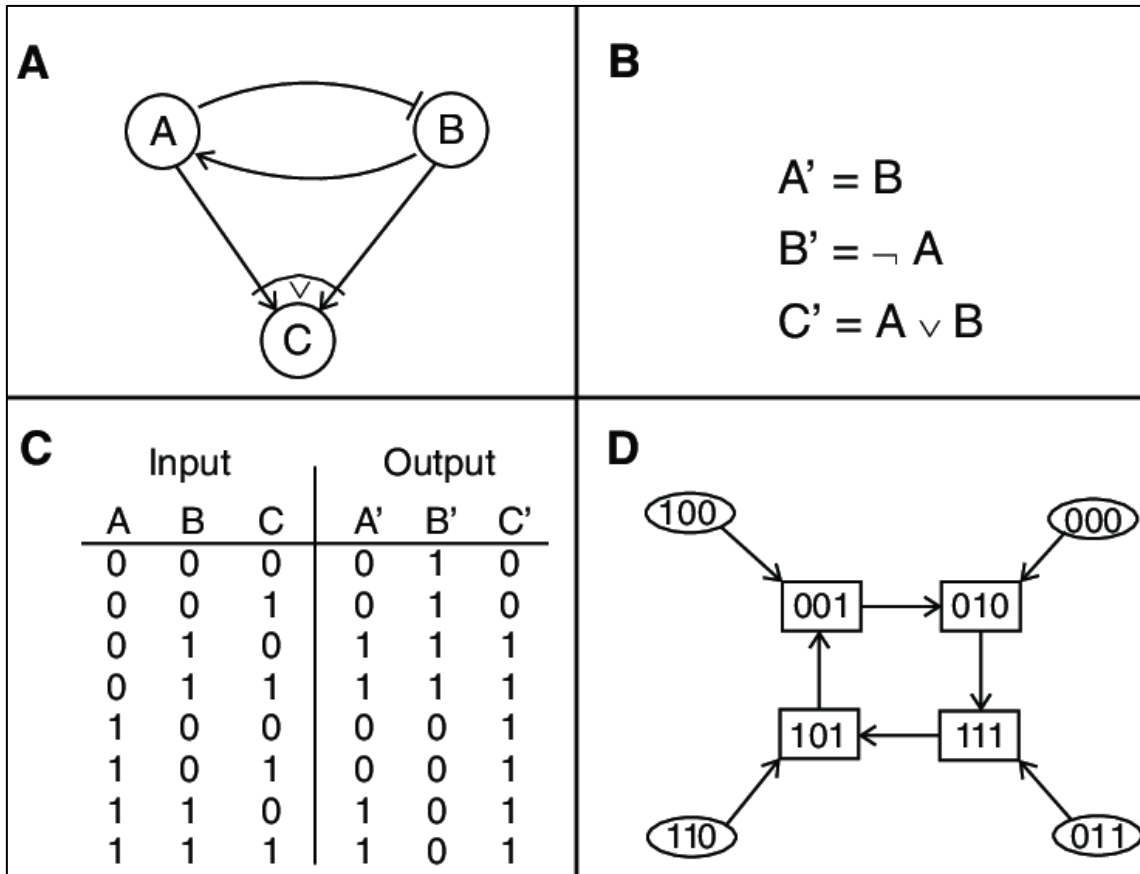 A
A
B
∨
C
B
A' = B
B' = ¬ A
C' = A ∨ B
C
Input Output
A B C A' B' C'
0 0 0 0 1 0
0 0 1 0 1 0
0 1 0 1 1 1
0 1 1 1 1 1
1 0 0 0 0 1
1 0 1 0 0 1
1 1 0 1 0 1
1 1 1 1 0 1
D
100 000
001 010
101 111
110 011